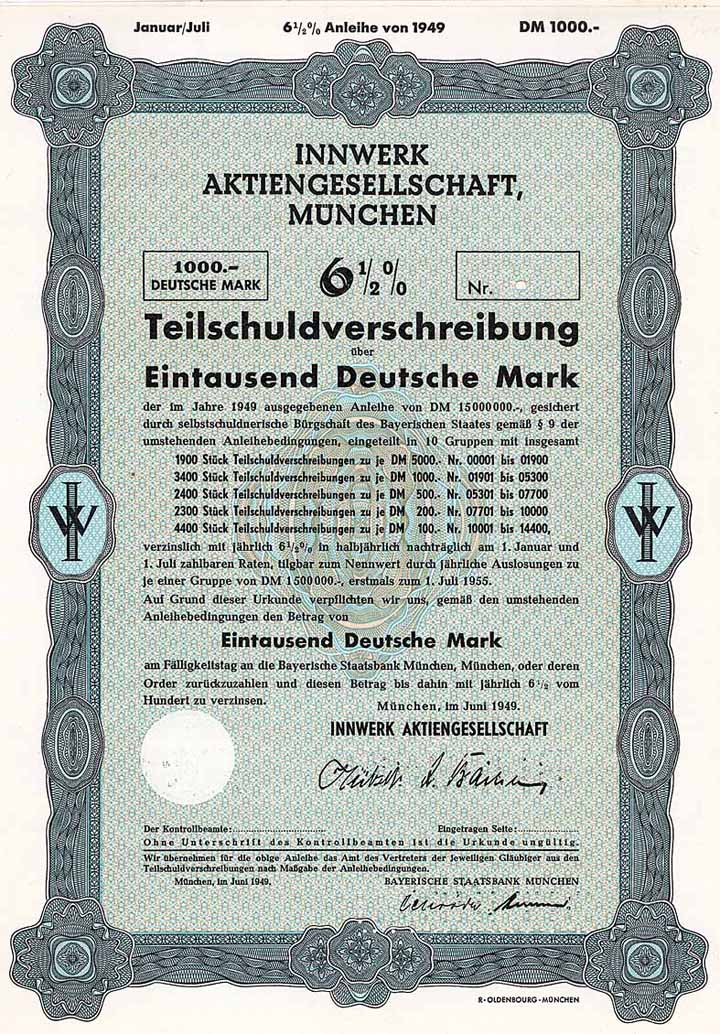 Januar/Juli 6½% Anleihe von 1949 DM 1000.-
INNWERK
AKTIENGESELLSCHAFT,
MÜNCHEN
1000.-
DEUTSCHE MARK
6½%
Nr.
Teilschuldverschreibung
über
Eintausend Deutsche Mark
der im Jahre 1949 ausgegebenen Anleihe von DM 15000000.-, gesichert
durch selbstschuldnerische Bürgschaft des Bayerischen Staates gemäß § 9 der
umstehenden Anleihebedingungen, eingeteilt in 10 Gruppen mit insgesamt
1900 Stück Teilschuldverschreibungen zu je DM 5000.- Nr. 00001 bis 01900
3400 Stück Teilschuldverschreibungen zu je DM 1000.- Nr. 01901 bis 05300
2400 Stück Teilschuldverschreibungen zu je DM 500.- Nr. 05301 bis 07700
2300 Stück Teilschuldverschreibungen zu je DM 200.- Nr. 07701 bis 10000
4400 Stück Teilschuldverschreibungen zu je DM 100.- Nr. 10001 bis 14400,
verzinslich mit jährlich 6½% in halbjährlich nachträglich am 1. Januar und
1. Juli zahlbaren Raten, tilgbar zum Nennwert durch jährliche Auslosungen zu
je einer Gruppe von DM 1500000.-, erstmals zum 1. Juli 1955.
Auf Grund dieser Urkunde verpflichten wir uns, gemäß den umstehenden
Anleihebedingungen den Betrag von
Eintausend Deutsche Mark
am Fälligkeitstag an die Bayerische Staatsbank München, München, oder deren
Order zurückzuzahlen und diesen Betrag bis dahin mit jährlich 6½ vom
Hundert zu verzinsen.
München, im Juni 1949.
INNWERK AKTIENGESELLSCHAFT
Der Kontrollbeamte: Eingetragen Seite:
Ohne Unterschrift des Kontrollbeamten ist die Urkunde ungültig.
Wir übernehmen für die obige Anleihe das Amt des Vertreters der jeweiligen Gläubiger aus den
Teilschuldverschreibungen nach Maßgabe der Anleihebedingungen.
München, im Juni 1949. BAYERISCHE STAATSBANK MÜNCHEN
R·OLDENBOURG·MÜNCHEN
IW
IW